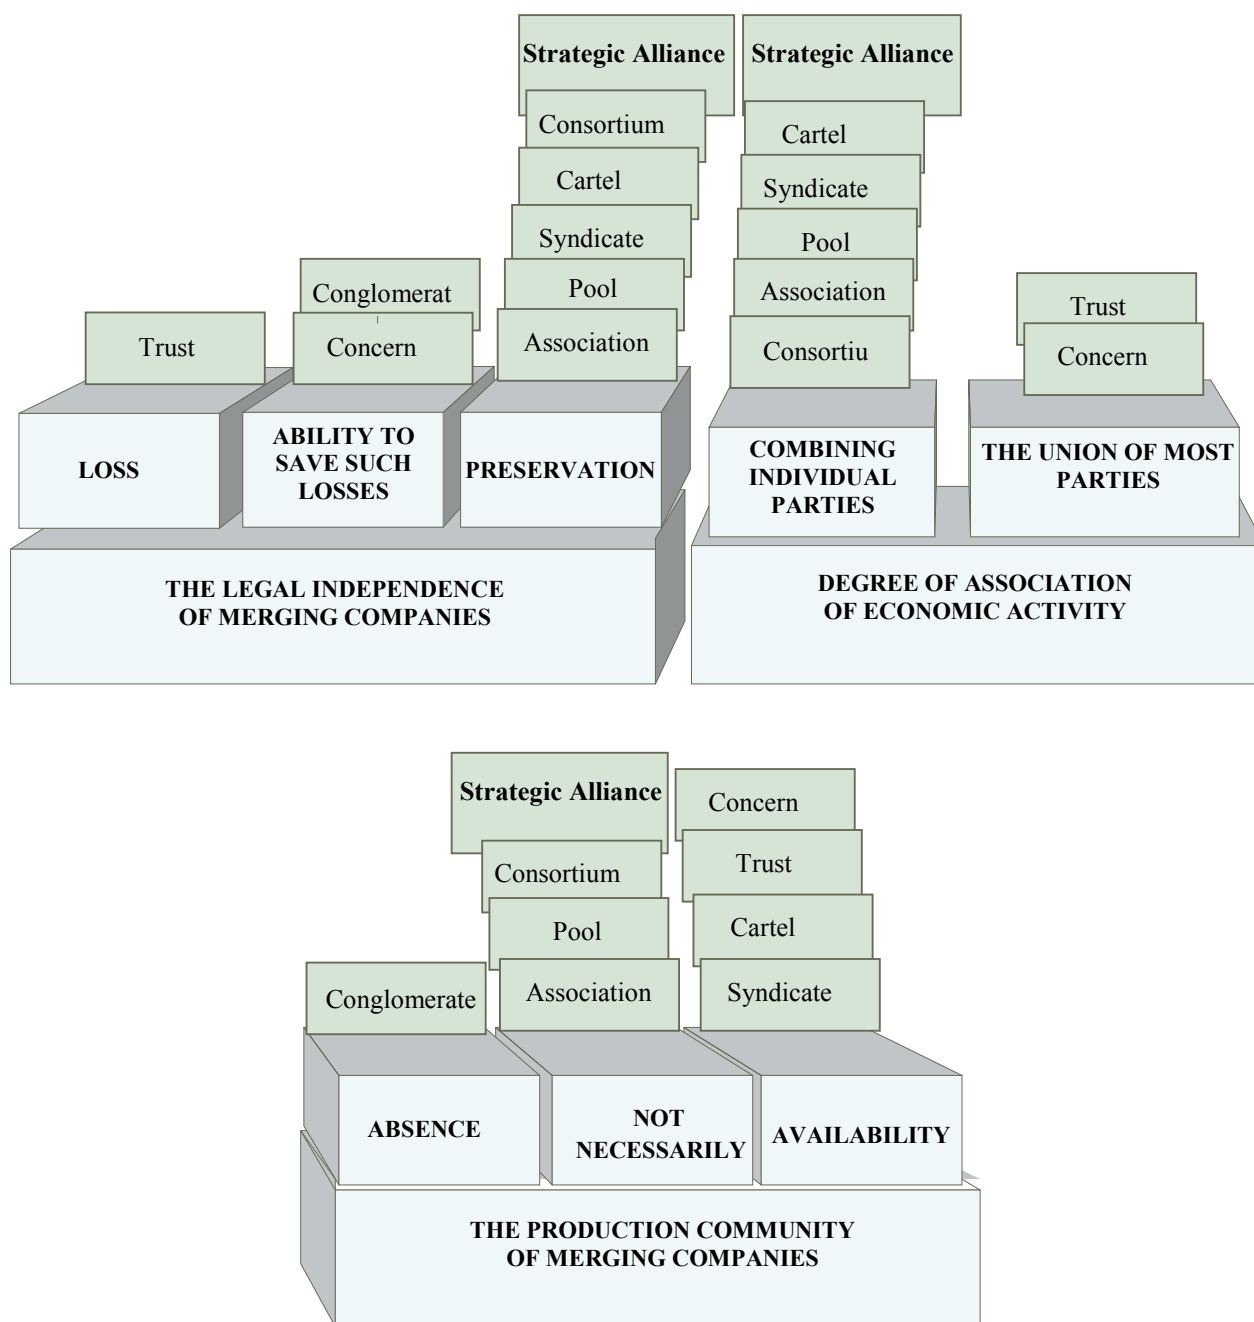 Strategic Alliance
Consortium
Cartel
Syndicate
Pool
Association
Conglomerat
Concern
Trust
LOSS
ABILITY TO
SAVE SUCH
LOSSES
PRESERVATION
THE LEGAL INDEPENDENCE
OF MERGING COMPANIES
Strategic Alliance
Cartel
Syndicate
Pool
Association
Consortiu
Trust
Concern
COMBINING
INDIVIDUAL
PARTIES
THE UNION OF MOST
PARTIES
DEGREE OF ASSOCIATION
OF ECONOMIC ACTIVITY
Strategic Alliance
Consortium
Pool
Association
Concern
Trust
Cartel
Syndicate
Conglomerate
ABSENCE
NOT
NECESSARILY
AVAILABILITY
THE PRODUCTION COMMUNITY
OF MERGING COMPANIES